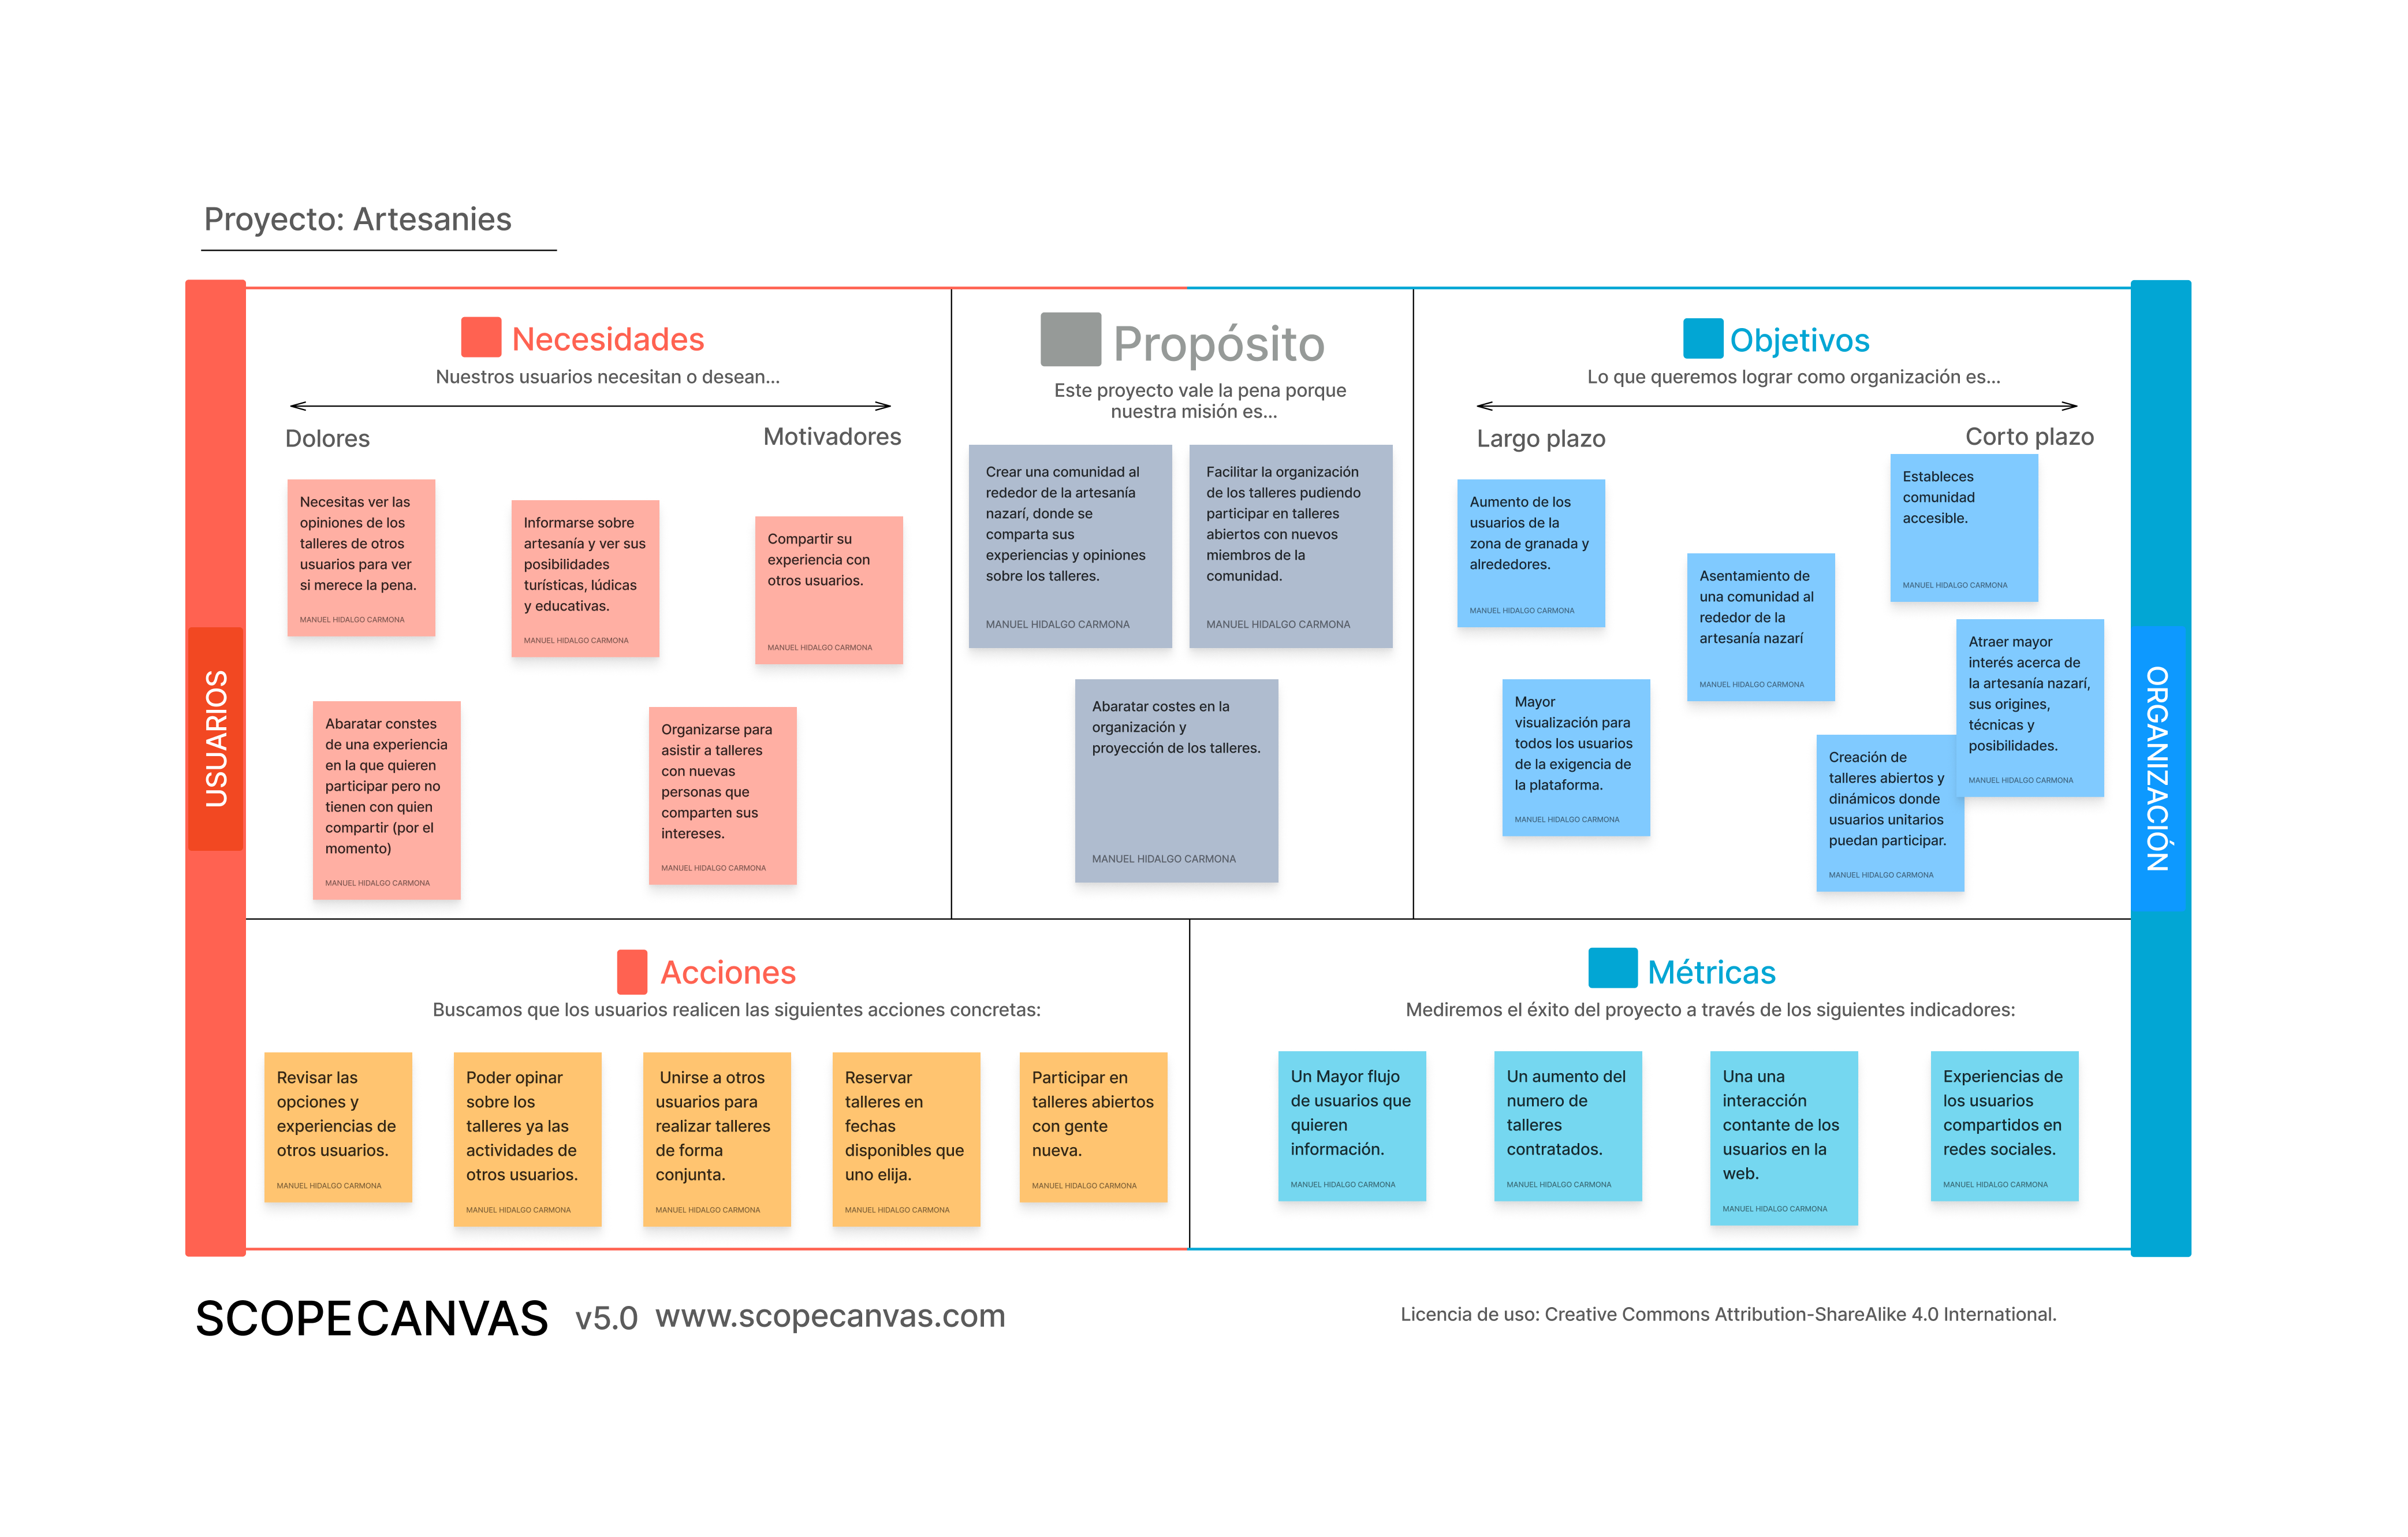 Proyecto: Artesanies
USUARIOS
Necesidades
Nuestros usuarios necesitan o desean...
Dolores
Motivadores
Necesitas ver las
opiniones de los
talleres de otros
usuarios para ver
si merece la pena.
MANUEL HIDALGO CARMONA
Informarse sobre
artesanía y ver sus
posibilidades
turísticas, lúdicas
y educativas.
MANUEL HIDALGO CARMONA
Compartir su
experiencia con
otros usuarios.
MANUEL HIDALGO CARMONA
Abaratar constes
de una experiencia
en la que quieren
participar pero no
tienen con quien
compartir (por el
momento)
MANUEL HIDALGO CARMONA
Organizarse para
asistir a talleres
con nuevas
personas que
comparten sus
intereses.
MANUEL HIDALGO CARMONA
Propósito
Este proyecto vale la pena porque
nuestra misión es...
Crear una comunidad al
rededor de la artesanía
nazarí, donde se
comparta sus
experiencias y opiniones
sobre los talleres.
MANUEL HIDALGO CARMONA
Facilitar la organización
de los talleres pudiendo
participar en talleres
abiertos con nuevos
miembros de la
comunidad.
MANUEL HIDALGO CARMONA
Abaratar costes en la
organización y
proyección de los talleres.
MANUEL HIDALGO CARMONA
Objetivos
Lo que queremos lograr como organización es...
Largo plazo
Corto plazo
Aumento de los
usuarios de la
zona de granada y
alrededores.
MANUEL HIDALGO CARMONA
Asentamiento de
una comunidad al
rededor de la
artesanía nazarí
MANUEL HIDALGO CARMONA
Estableces
comunidad
accesible.
MANUEL HIDALGO CARMONA
Mayor
visualización para
todos los usuarios
de la exigencia de
la plataforma.
MANUEL HIDALGO CARMONA
Creación de
talleres abiertos y
dinámicos donde
usuarios unitarios
puedan participar.
MANUEL HIDALGO CARMONA
Atraer mayor
interés acerca de
la artesanía nazarí,
sus origines,
técnicas y
posibilidades.
MANUEL HIDALGO CARMONA
ORGANIZACIÓN
Acciones
Buscamos que los usuarios realicen las siguientes acciones concretas:
Revisar las
opciones y
experiencias de
otros usuarios.
MANUEL HIDALGO CARMONA
Poder opinar
sobre los
talleres ya las
actividades de
otros usuarios.
MANUEL HIDALGO CARMONA
Unirse a otros
usuarios para
realizar talleres
de forma
conjunta.
MANUEL HIDALGO CARMONA
Reservar
talleres en
fechas
disponibles que
uno elija.
MANUEL HIDALGO CARMONA
Participar en
talleres abiertos
con gente
nueva.
MANUEL HIDALGO CARMONA
Métricas
Mediremos el éxito del proyecto a través de los siguientes indicadores:
Un Mayor flujo
de usuarios que
quieren
información.
MANUEL HIDALGO CARMONA
Un aumento del
numero de
talleres
contratados.
MANUEL HIDALGO CARMONA
Una una
interacción
contante de los
usuarios en la
web.
MANUEL HIDALGO CARMONA
Experiencias de
los usuarios
compartidos en
redes sociales.
MANUEL HIDALGO CARMONA
SCOPECANVAS v5.0 www.scopecanvas.com
Licencia de uso: Creative Commons Attribution-ShareAlike 4.0 International.